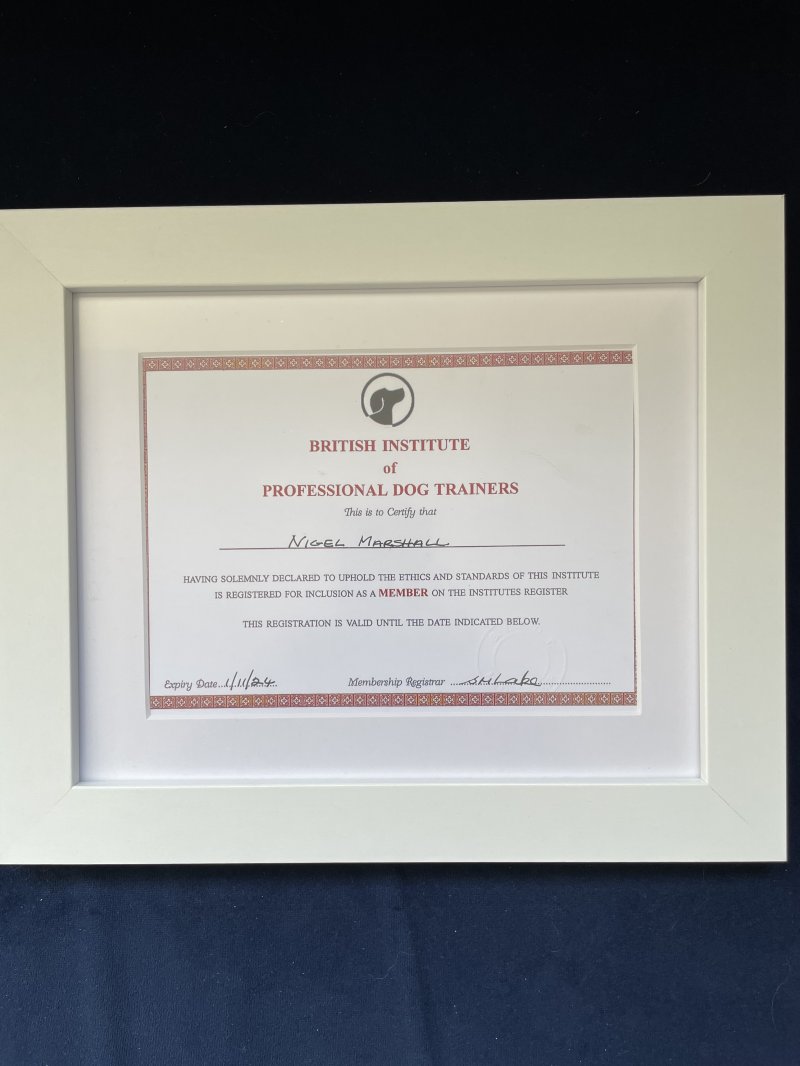 BRITISH INSTITUTE
of
PROFESSIONAL DOG TRAINERS
This is to Certify that
NIGEL MARSHALL
HAVING SOLEMNLY DECLARED TO UPHOLD THE ETHICS AND STANDARDS OF THIS INSTITUTE
IS REGISTERED FOR INCLUSION AS A MEMBER ON THE INSTITUTES REGISTER
THIS REGISTRATION IS VALID UNTIL THE DATE INDICATED BELOW.
Expiry Date...1/11/24.. Membership Registrar